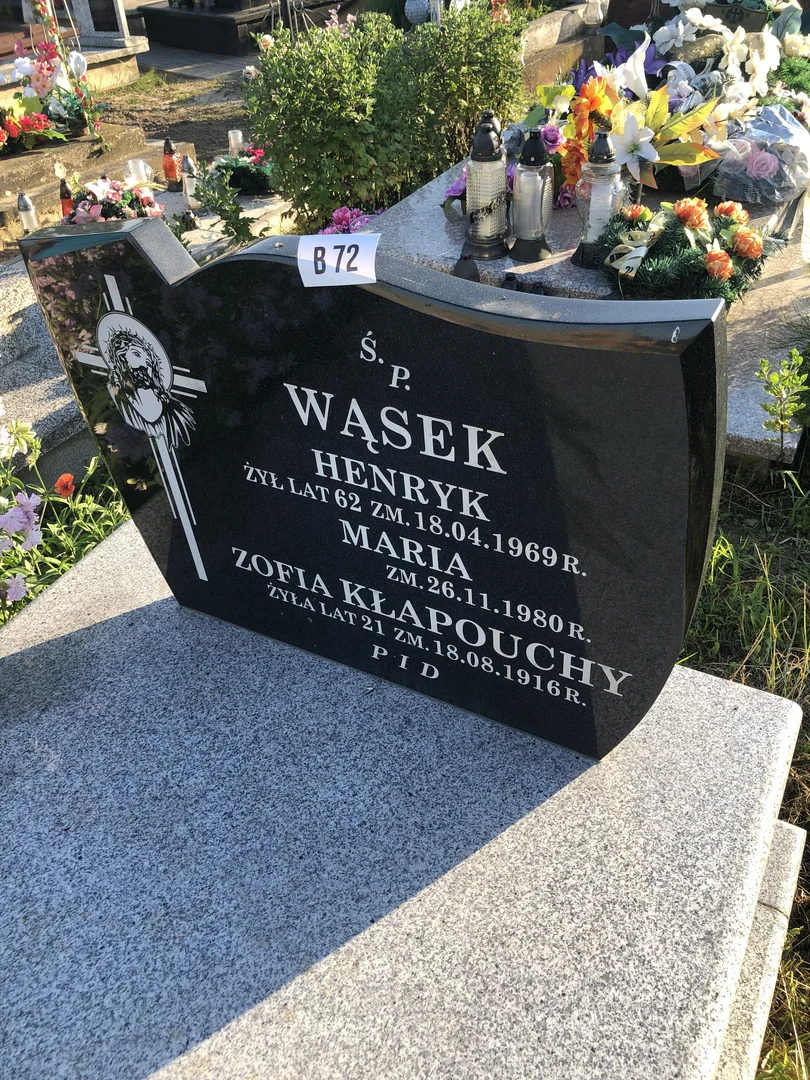 B 72
Ś.
P.
WĄSEK
HENRYK
ŻYŁ LAT 62 ZM. 18.04.1969 R.
MARIA
ZM. 26.11.1980 R.
ZOFIA KŁAPOUCHY
ŻYŁA LAT 21 ZM. 18.08.1916 R.
P I D